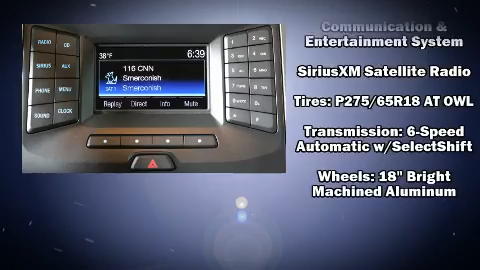 Communication &
Entertainment System
SiriusXM Satellite Radio
Tires: P275/65R18 AT OWL
Transmission: 6-Speed
Automatic w/SelectShift
Wheels: 18" Bright
Machined Aluminum
RADIO
CD
SIRIUS
AUX
PHONE
MENU
SOUND
CLOCK
38°F
6:39
116 CNN
Smerconish
SAT1
Smerconish
Replay Direct Info Mute